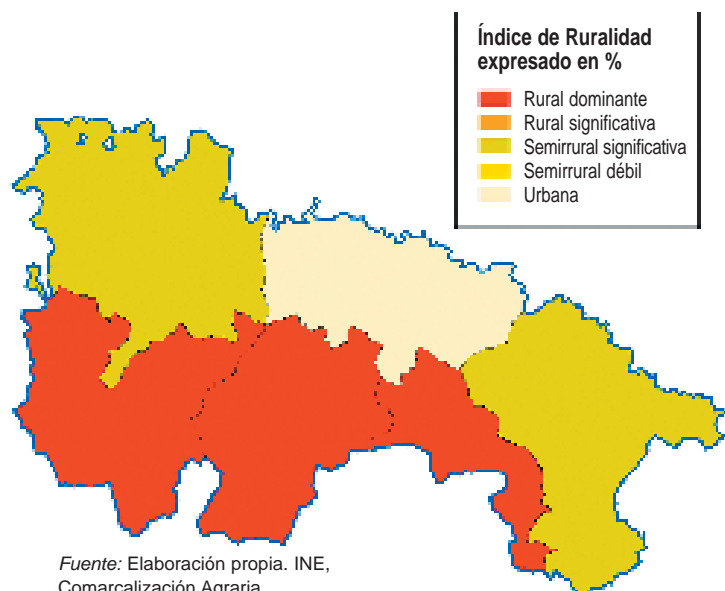 Índice de Ruralidad
expresado en %
Rural dominante
Rural significativa
Semirrural significativa
Semirrural débil
Urbana
Fuente: Elaboración propia. INE,
Comarcalización Agraria